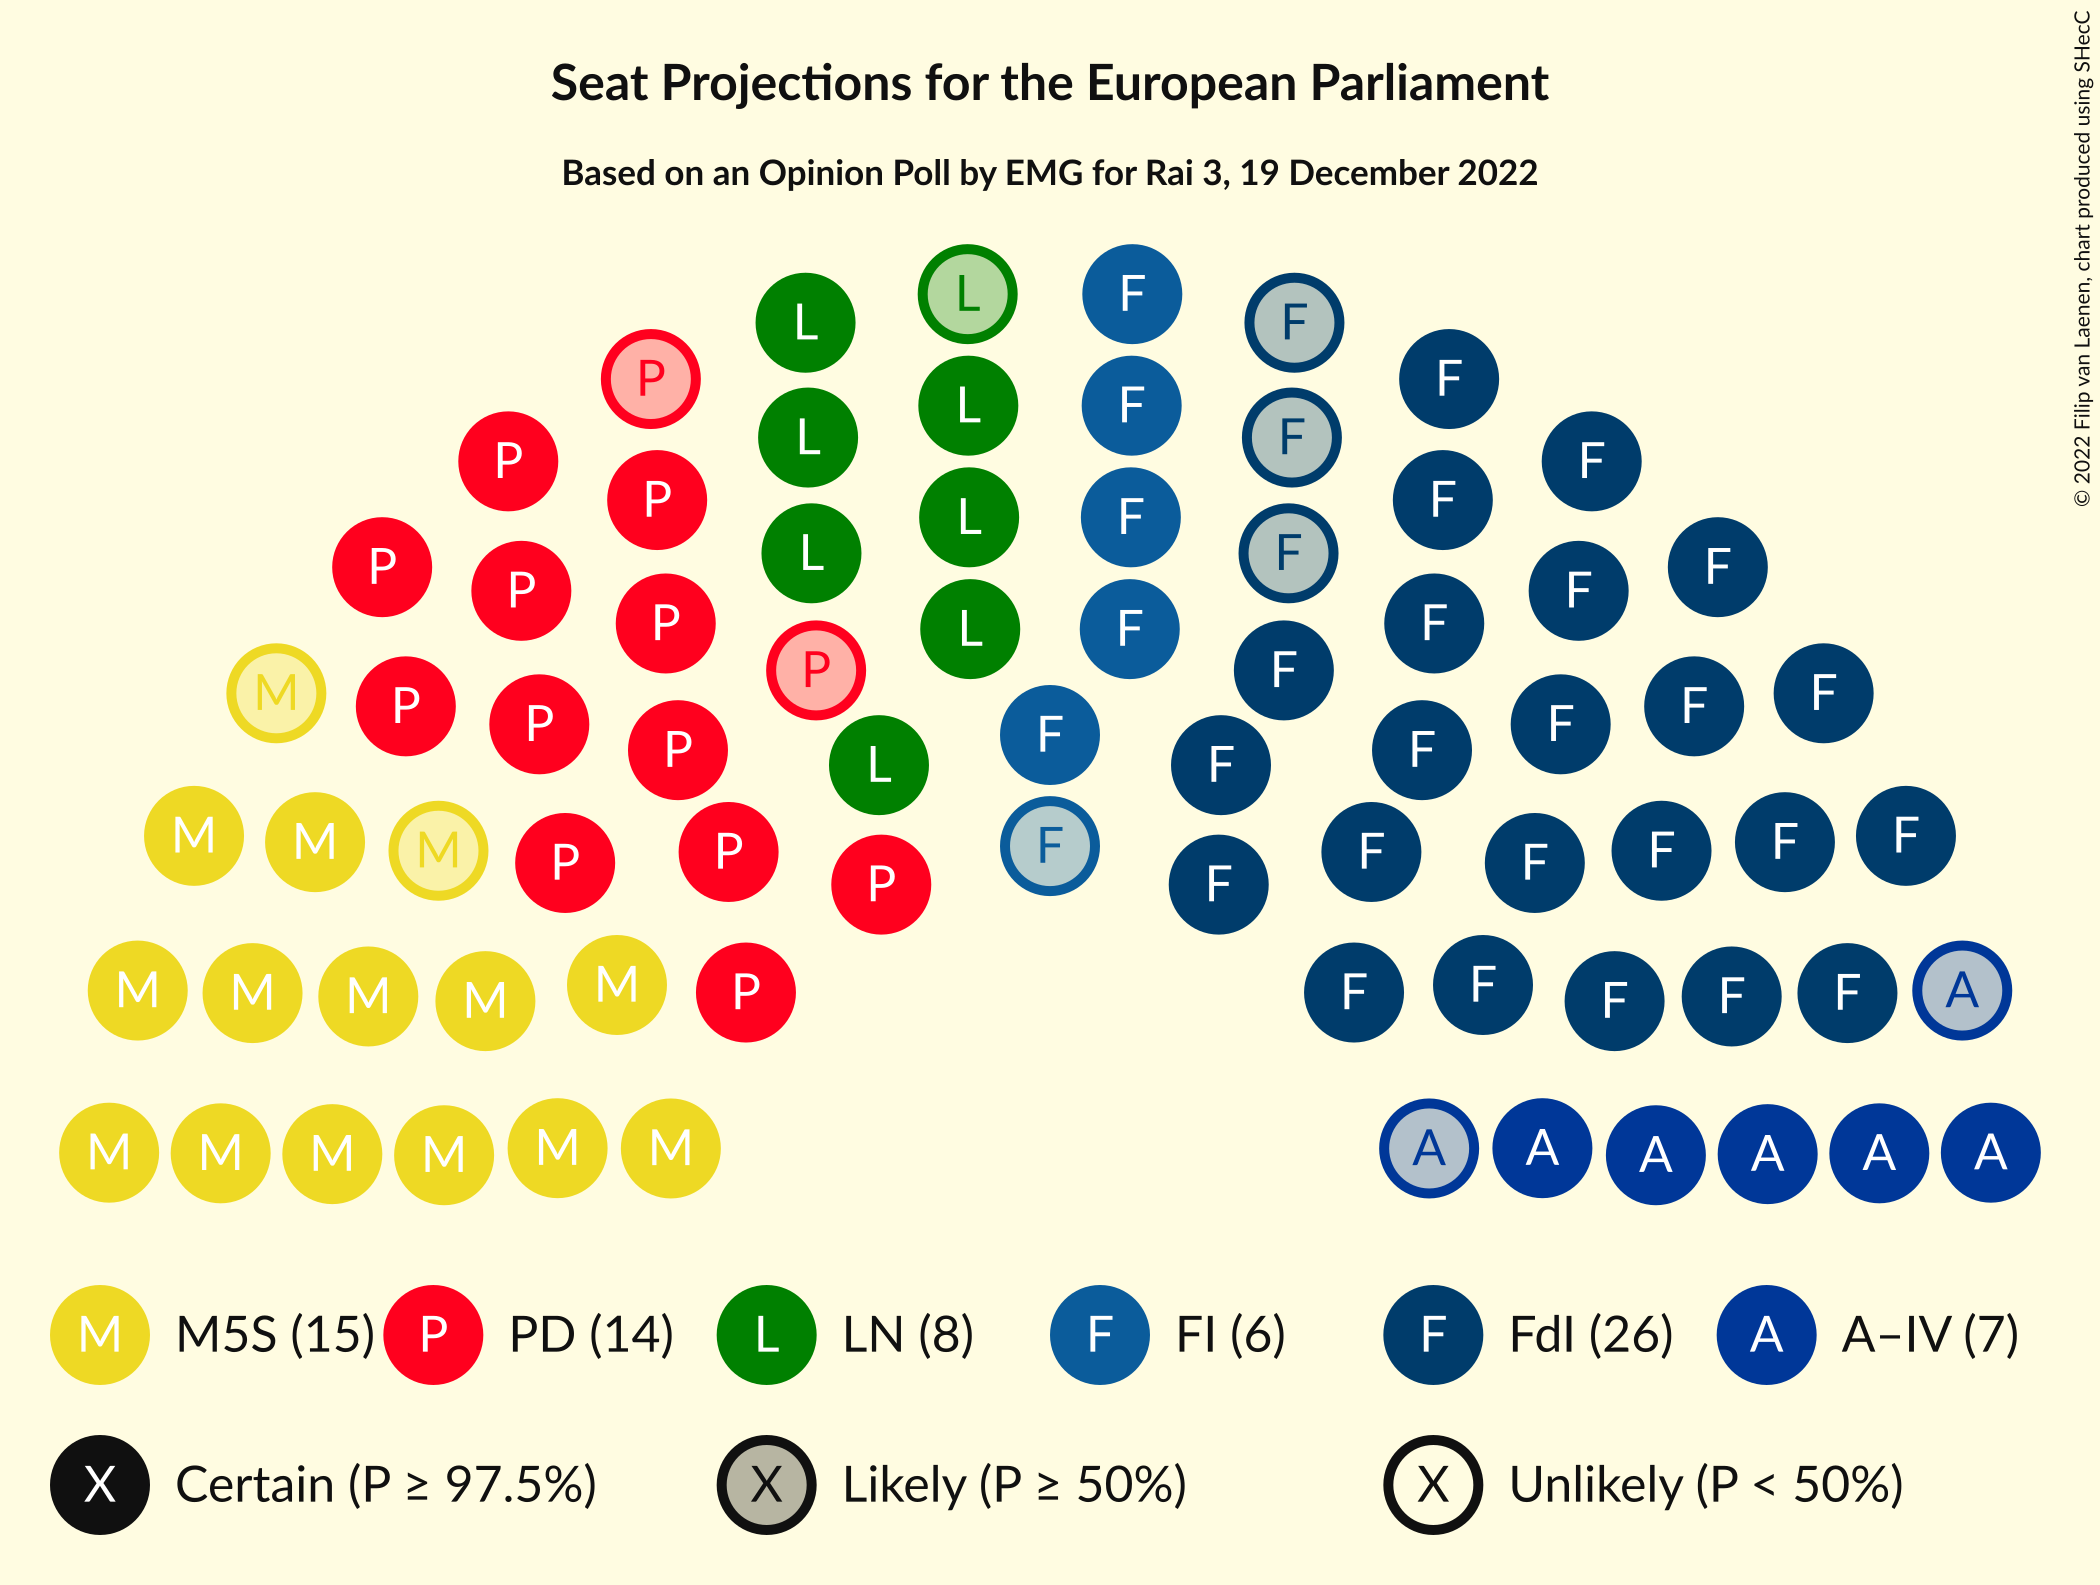 Seat Projections for the European Parliament
Based on an Opinion Poll by EMG for Rai 3, 19 December 2022
© 2022 Filip van Laenen, chart produced using SHecC
L F
L F
P F
L F
L F
P F
P F
L F
L F
P F
L F
P F
P F
P F
L F
P F
M F
P F
P F
F
P F
L F
M F
M F
M F
F
P F
P F
P F
M A
M F
M F
M F
M F
P F
M A
M A
M A
M A
M A
M A
M M5S (15) P PD (14) L LN (8) F FI (6) F FdI (26) A A–IV (7)
X Certain (P ≥ 97.5%) X Likely (P ≥ 50%) X Unlikely (P < 50%)